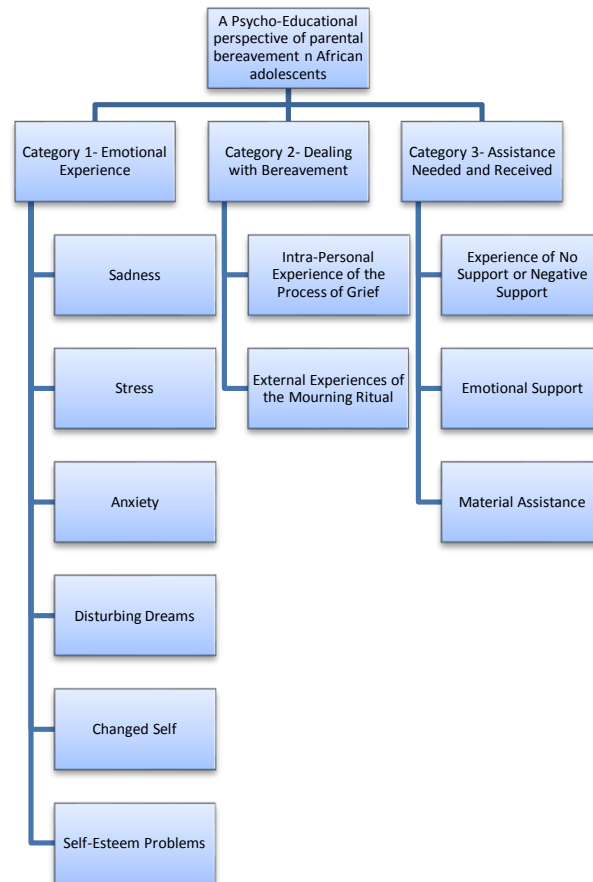 A Psycho-Educational
perspective of parental
bereavement n African
adolescents
Category 1- Emotional
Experience
Category 2- Dealing
with Bereavement
Category 3- Assistance
Needed and Received
Sadness
Stress
Anxiety
Disturbing Dreams
Changed Self
Self-Esteem Problems
Intra-Personal
Experience of the
Process of Grief
External Experiences of
the Mourning Ritual
Experience of No
Support or Negative
Support
Emotional Support
Material Assistance